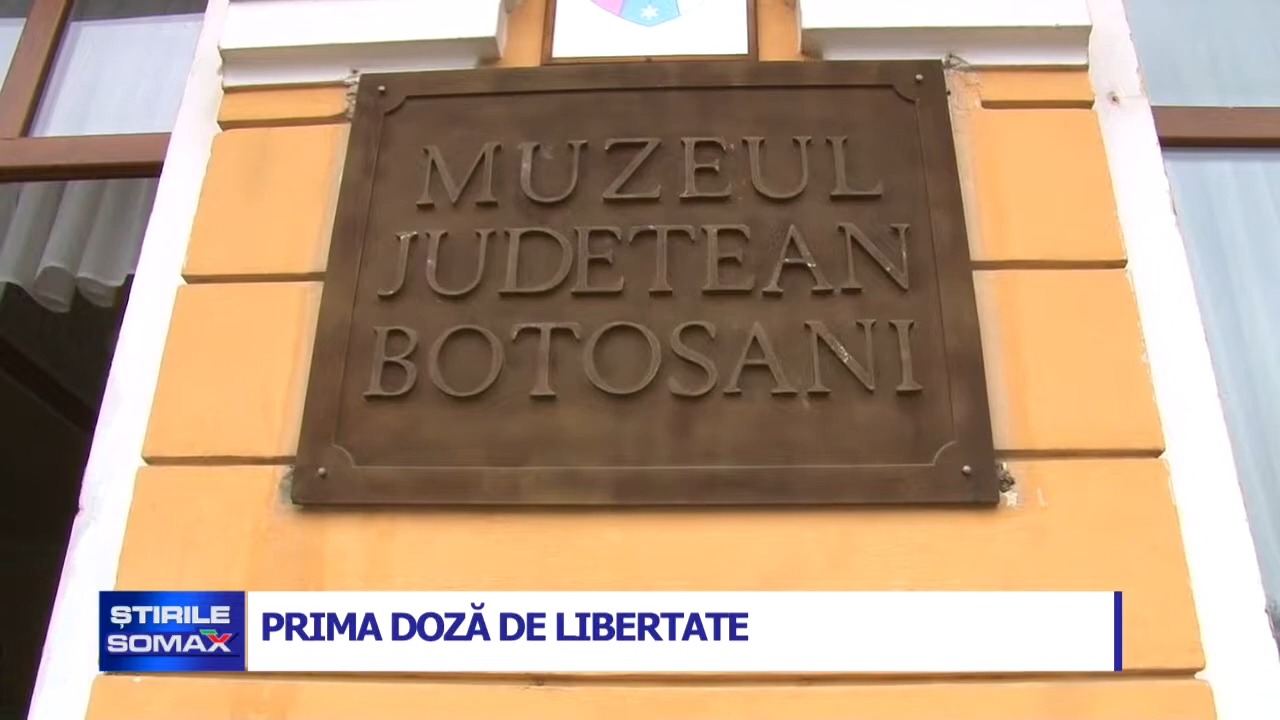 MUZEUL
JUDETEAN
BOTOSANI
ȘTIRILE
SOMAX
PRIMA DOZĂ DE LIBERTATE